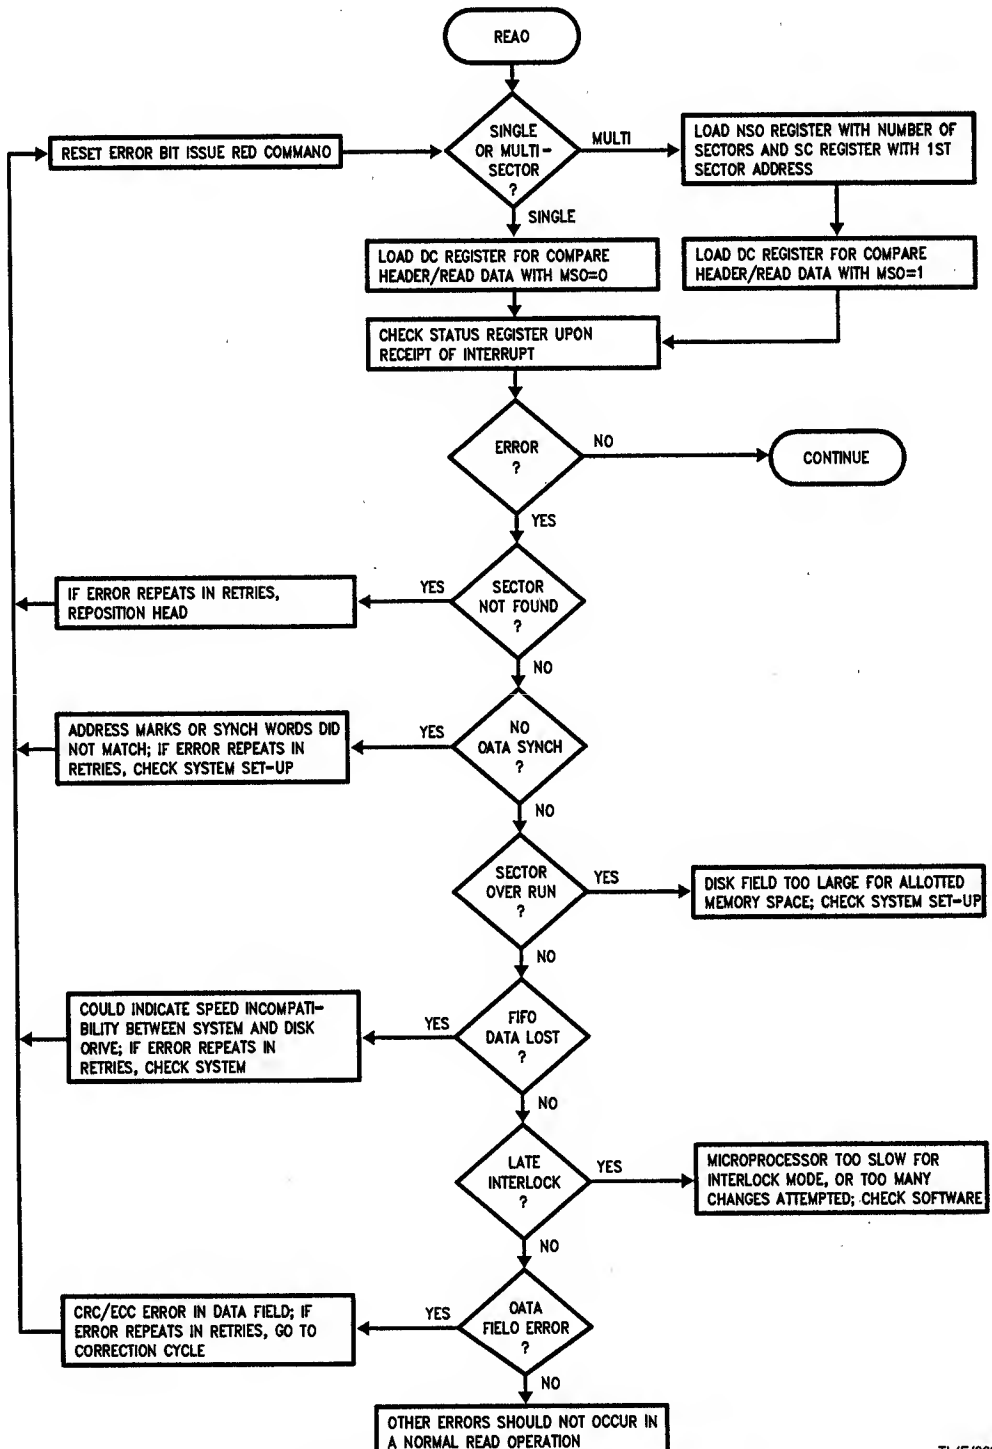 REAO
SINGLE
OR MULTI-
SECTOR
?
MULTI
LOAD NSO REGISTER WITH NUMBER OF
SECTORS AND SC REGISTER WITH 1ST
SECTOR ADDRESS
RESET ERROR BIT ISSUE RED COMMANO
SINGLE
LOAD DC REGISTER FOR COMPARE
HEADER/READ DATA WITH MSO=0
LOAD DC REGISTER FOR COMPARE
HEADER/READ DATA WITH MSO=1
CHECK STATUS REGISTER UPON
RECEIPT OF INTERRUPT
ERROR
?
NO
CONTINUE
YES
SECTOR
NOT FOUND
?
YES
IF ERROR REPEATS IN RETRIES,
REPOSITION HEAD
NO
NO
OATA SYNCH
?
YES
ADDRESS MARKS OR SYNCH WORDS DID
NOT MATCH; IF ERROR REPEATS IN
RETRIES, CHECK SYSTEM SET-UP
NO
SECTOR
OVER RUN
?
YES
DISK FIELD TOO LARGE FOR ALLOTTED
MEMORY SPACE; CHECK SYSTEM SET-UP
NO
FIFO
DATA LOST
?
YES
COULD INDICATE SPEED INCOMPATI-
BILITY BETWEEN SYSTEM AND DISK
ORIVE; IF ERROR REPEATS IN
RETRIES, CHECK SYSTEM
NO
LATE
INTERLOCK
?
YES
MICROPROCESSOR TOO SLOW FOR
INTERLOCK MODE, OR TOO MANY
CHANGES ATTEMPTED; CHECK SOFTWARE
NO
OATA
FIELO ERROR
?
YES
CRC/ECC ERROR IN DATA FIELD; IF
ERROR REPEATS IN RETRIES, GO TO
CORRECTION CYCLE
NO
OTHER ERRORS SHOULD NOT OCCUR IN
A NORMAL READ OPERATION